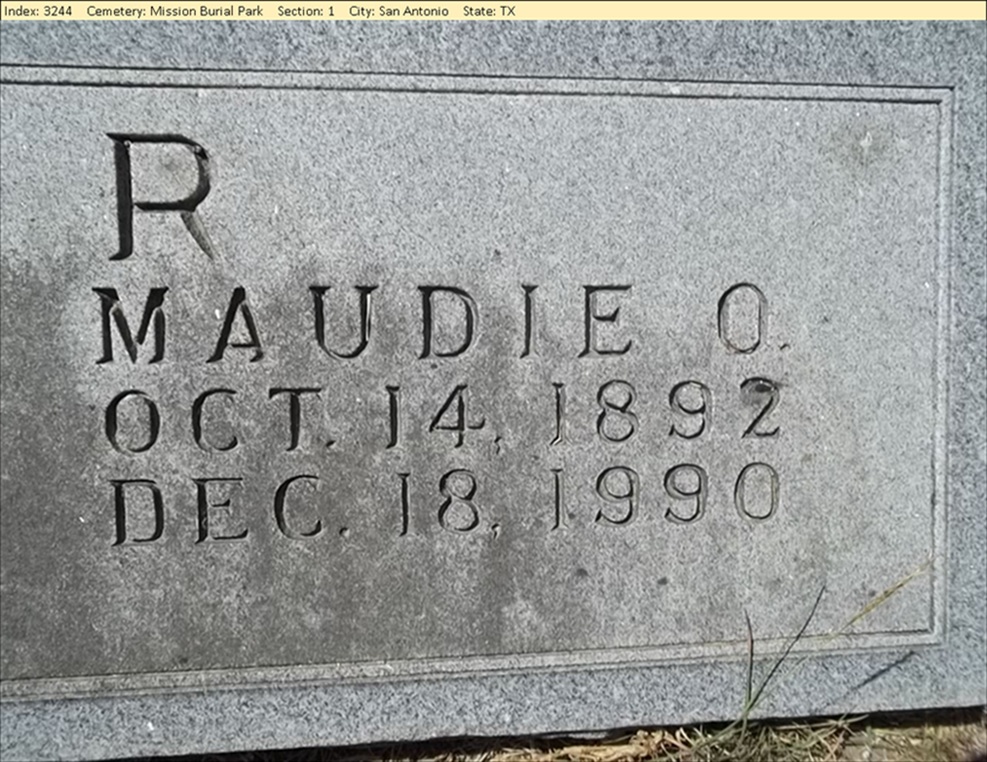 Index: 3244 Cemetery: Mission Burial Park Section: 1 City: San Antonio State: TX
R
MAUDIE O.
OCT. 14, 1892
DEC. 18, 1990